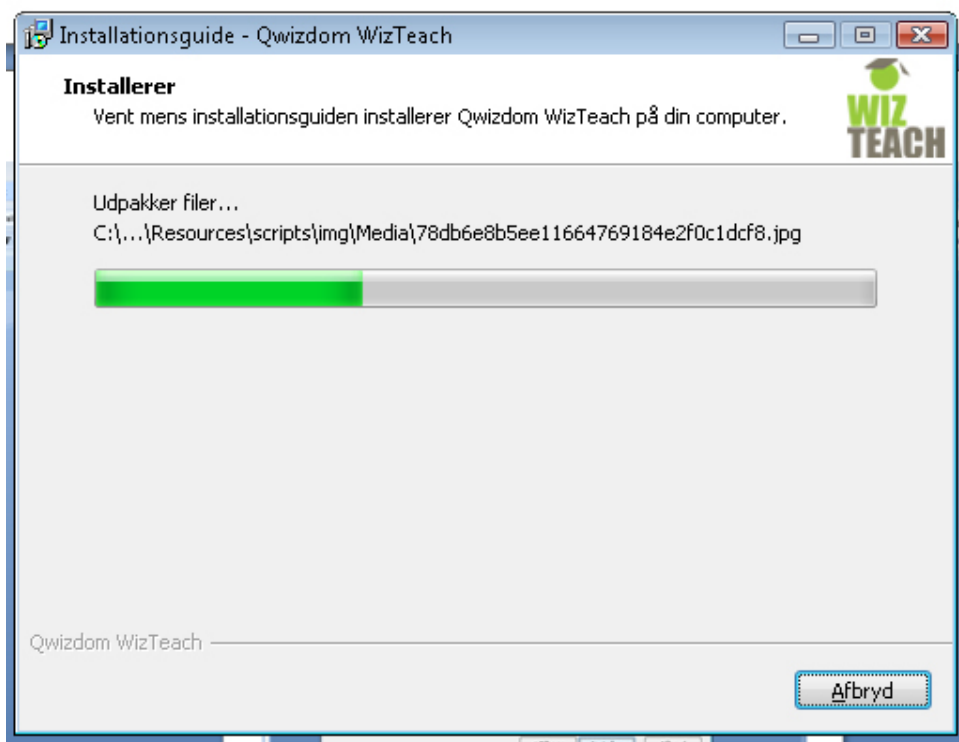 Installationsguide - Qwizdom WizTeach
Installerer
Vent mens installationsguiden installerer Qwizdom WizTeach på din computer.
WIZ
TEACH
Udpakker filer...
C:\...\Resources\scripts\img\Media\78db6e8b5ee11664769184e2f0c1dcf8.jpg
Qwizdom WizTeach
Afbryd